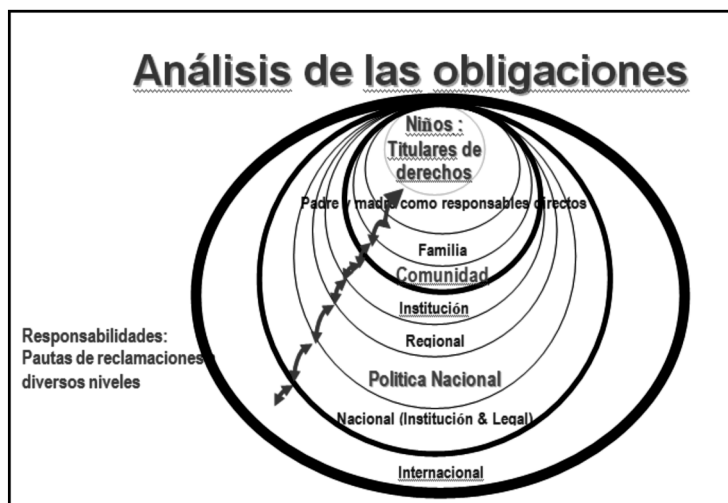 Análisis de las obligaciones
Niños :
Titulares de
derechos
Padre y madre como responsables directos
Familia
Comunidad
Institución
Regional
Responsabilidades:
Pautas de reclamaciones
diversos niveles
Politica Nacional
Nacional (Institución & Legal)
Internacional